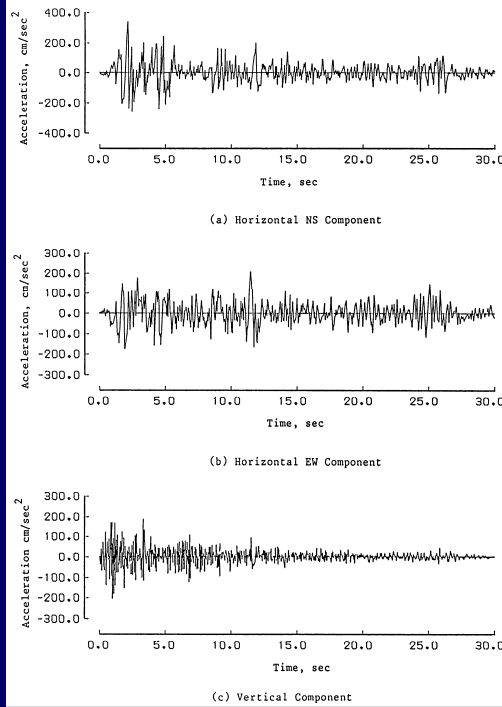 Acceleration, cm/sec2
400.0
200.0
0.0
-200.0
-400.0
0.0 5.0 10.0 15.0 20.0 25.0 30.0
Time, sec
(a) Horizontal NS Component
Acceleration, cm/sec2
300.0
200.0
100.0
0.0
-100.0
-200.0
-300.0
0.0 5.0 10.0 15.0 20.0 25.0 30.0
Time, sec
(b) Horizontal EW Component
Acceleration cm/sec2
300.0
200.0
100.0
0.0
-100.0
-200.0
-300.0
0.0 5.0 10.0 15.0 20.0 25.0 30.0
Time, sec
(c) Vertical Component